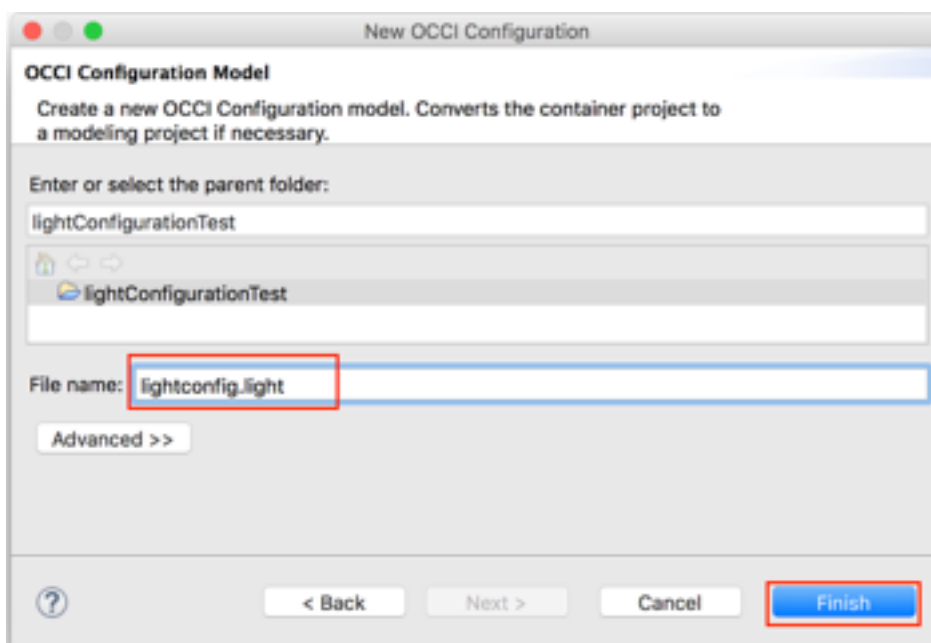 New OCCI Configuration
OCCI Configuration Model
Create a new OCCI Configuration model. Converts the container project to
a modeling project if necessary.
Enter or select the parent folder:
lightConfigurationTest
lightConfigurationTest
File name: lightconfig.light
Advanced >>
? < Back Next > Cancel Finish